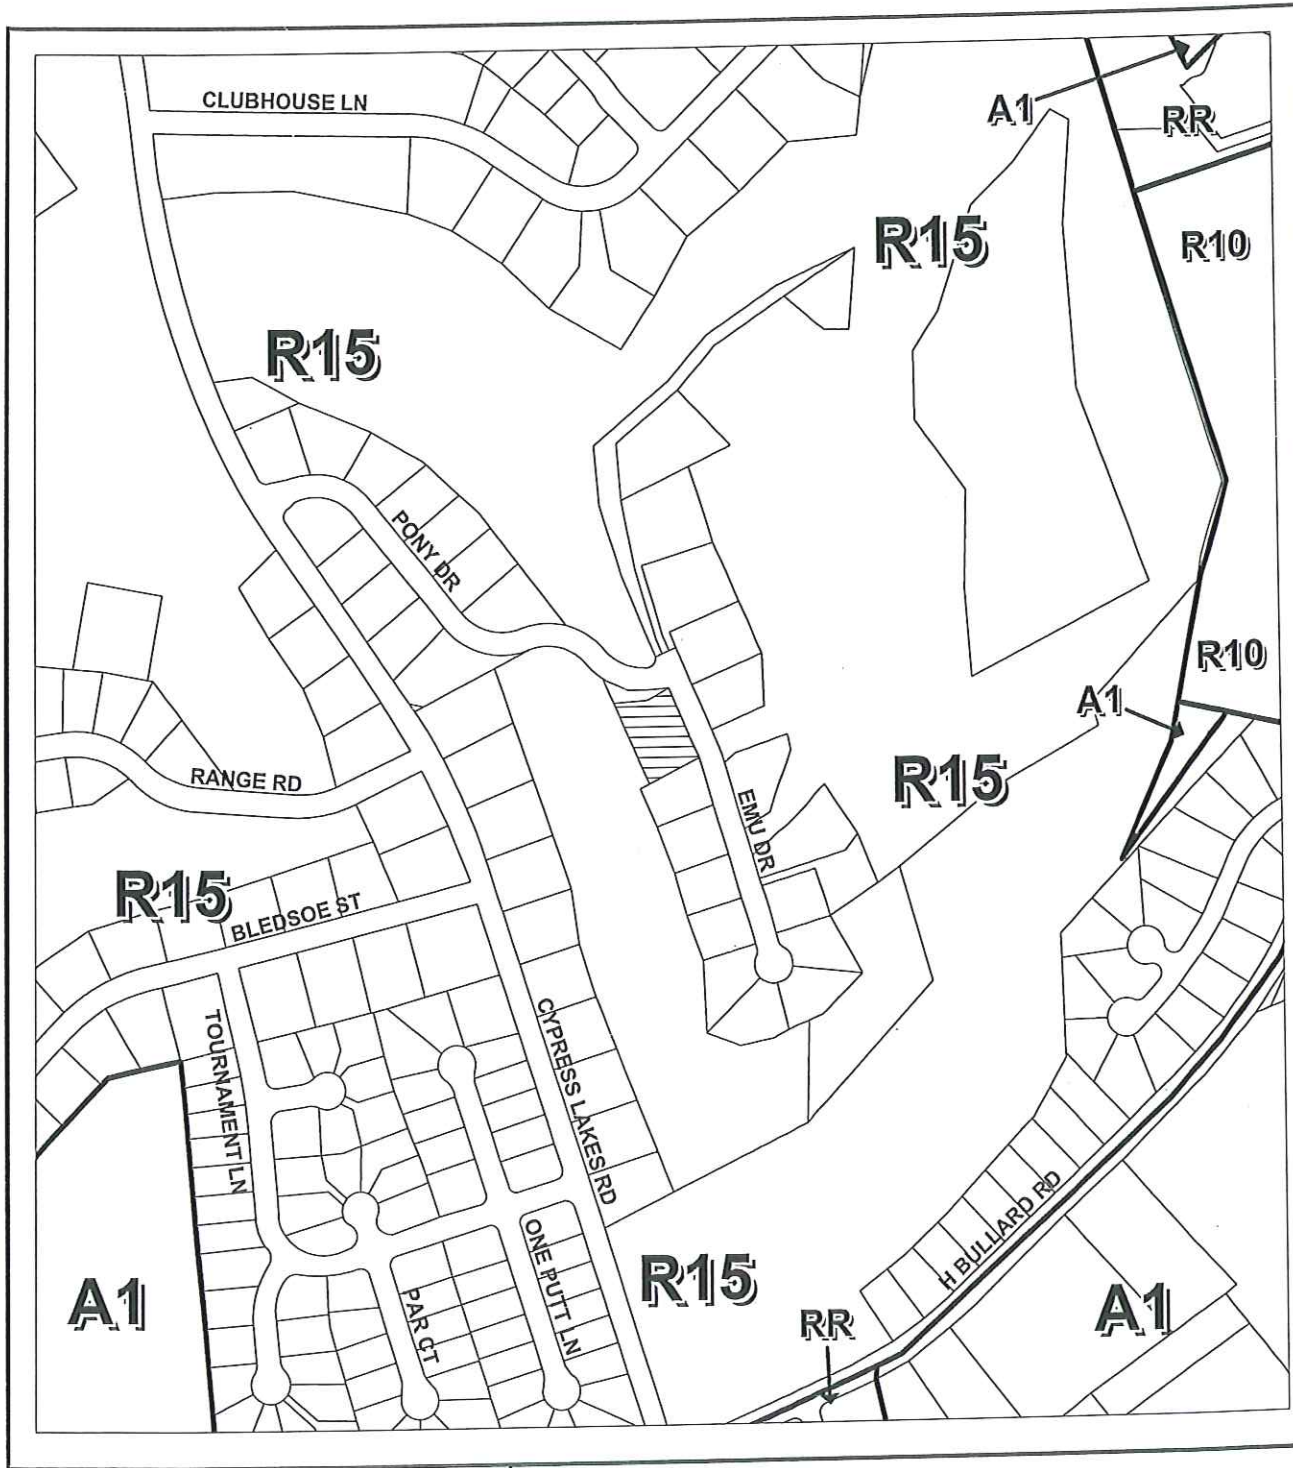 CLUBHOUSE LN
A1
RR
R15
R10
R15
PONY DR
R10
A1
RANGE RD
R15
EMU DR
R15
BLEDSOE ST
TOURNAMENT LN
CYPRESS LAKES RD
H BULLARD RD
ONE PUTT LN
R15
A1
PAR CT
RR
A1